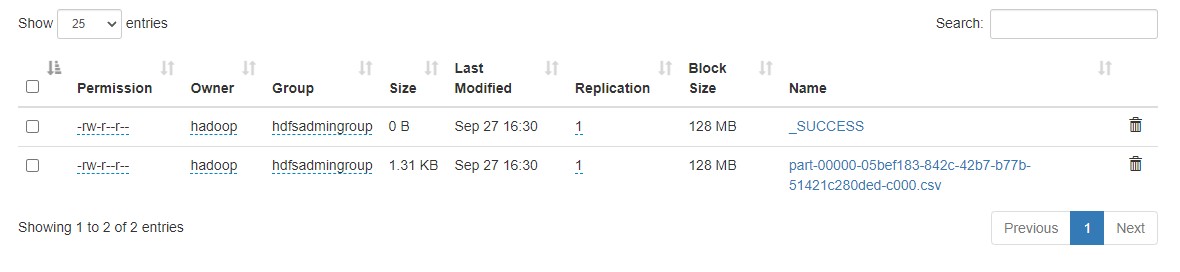 Show 25 entries Search:
Permission Owner Group Size Last Modified Replication Block Size Name
-rw-r--r-- hadoop hdfsadmingroup 0 B Sep 27 16:30 1 128 MB _SUCCESS
-rw-r--r-- hadoop hdfsadmingroup 1.31 KB Sep 27 16:30 1 128 MB part-00000-05bef183-842c-42b7-b77b-
51421c280ded-c000.csv
Showing 1 to 2 of 2 entries Previous 1 Next